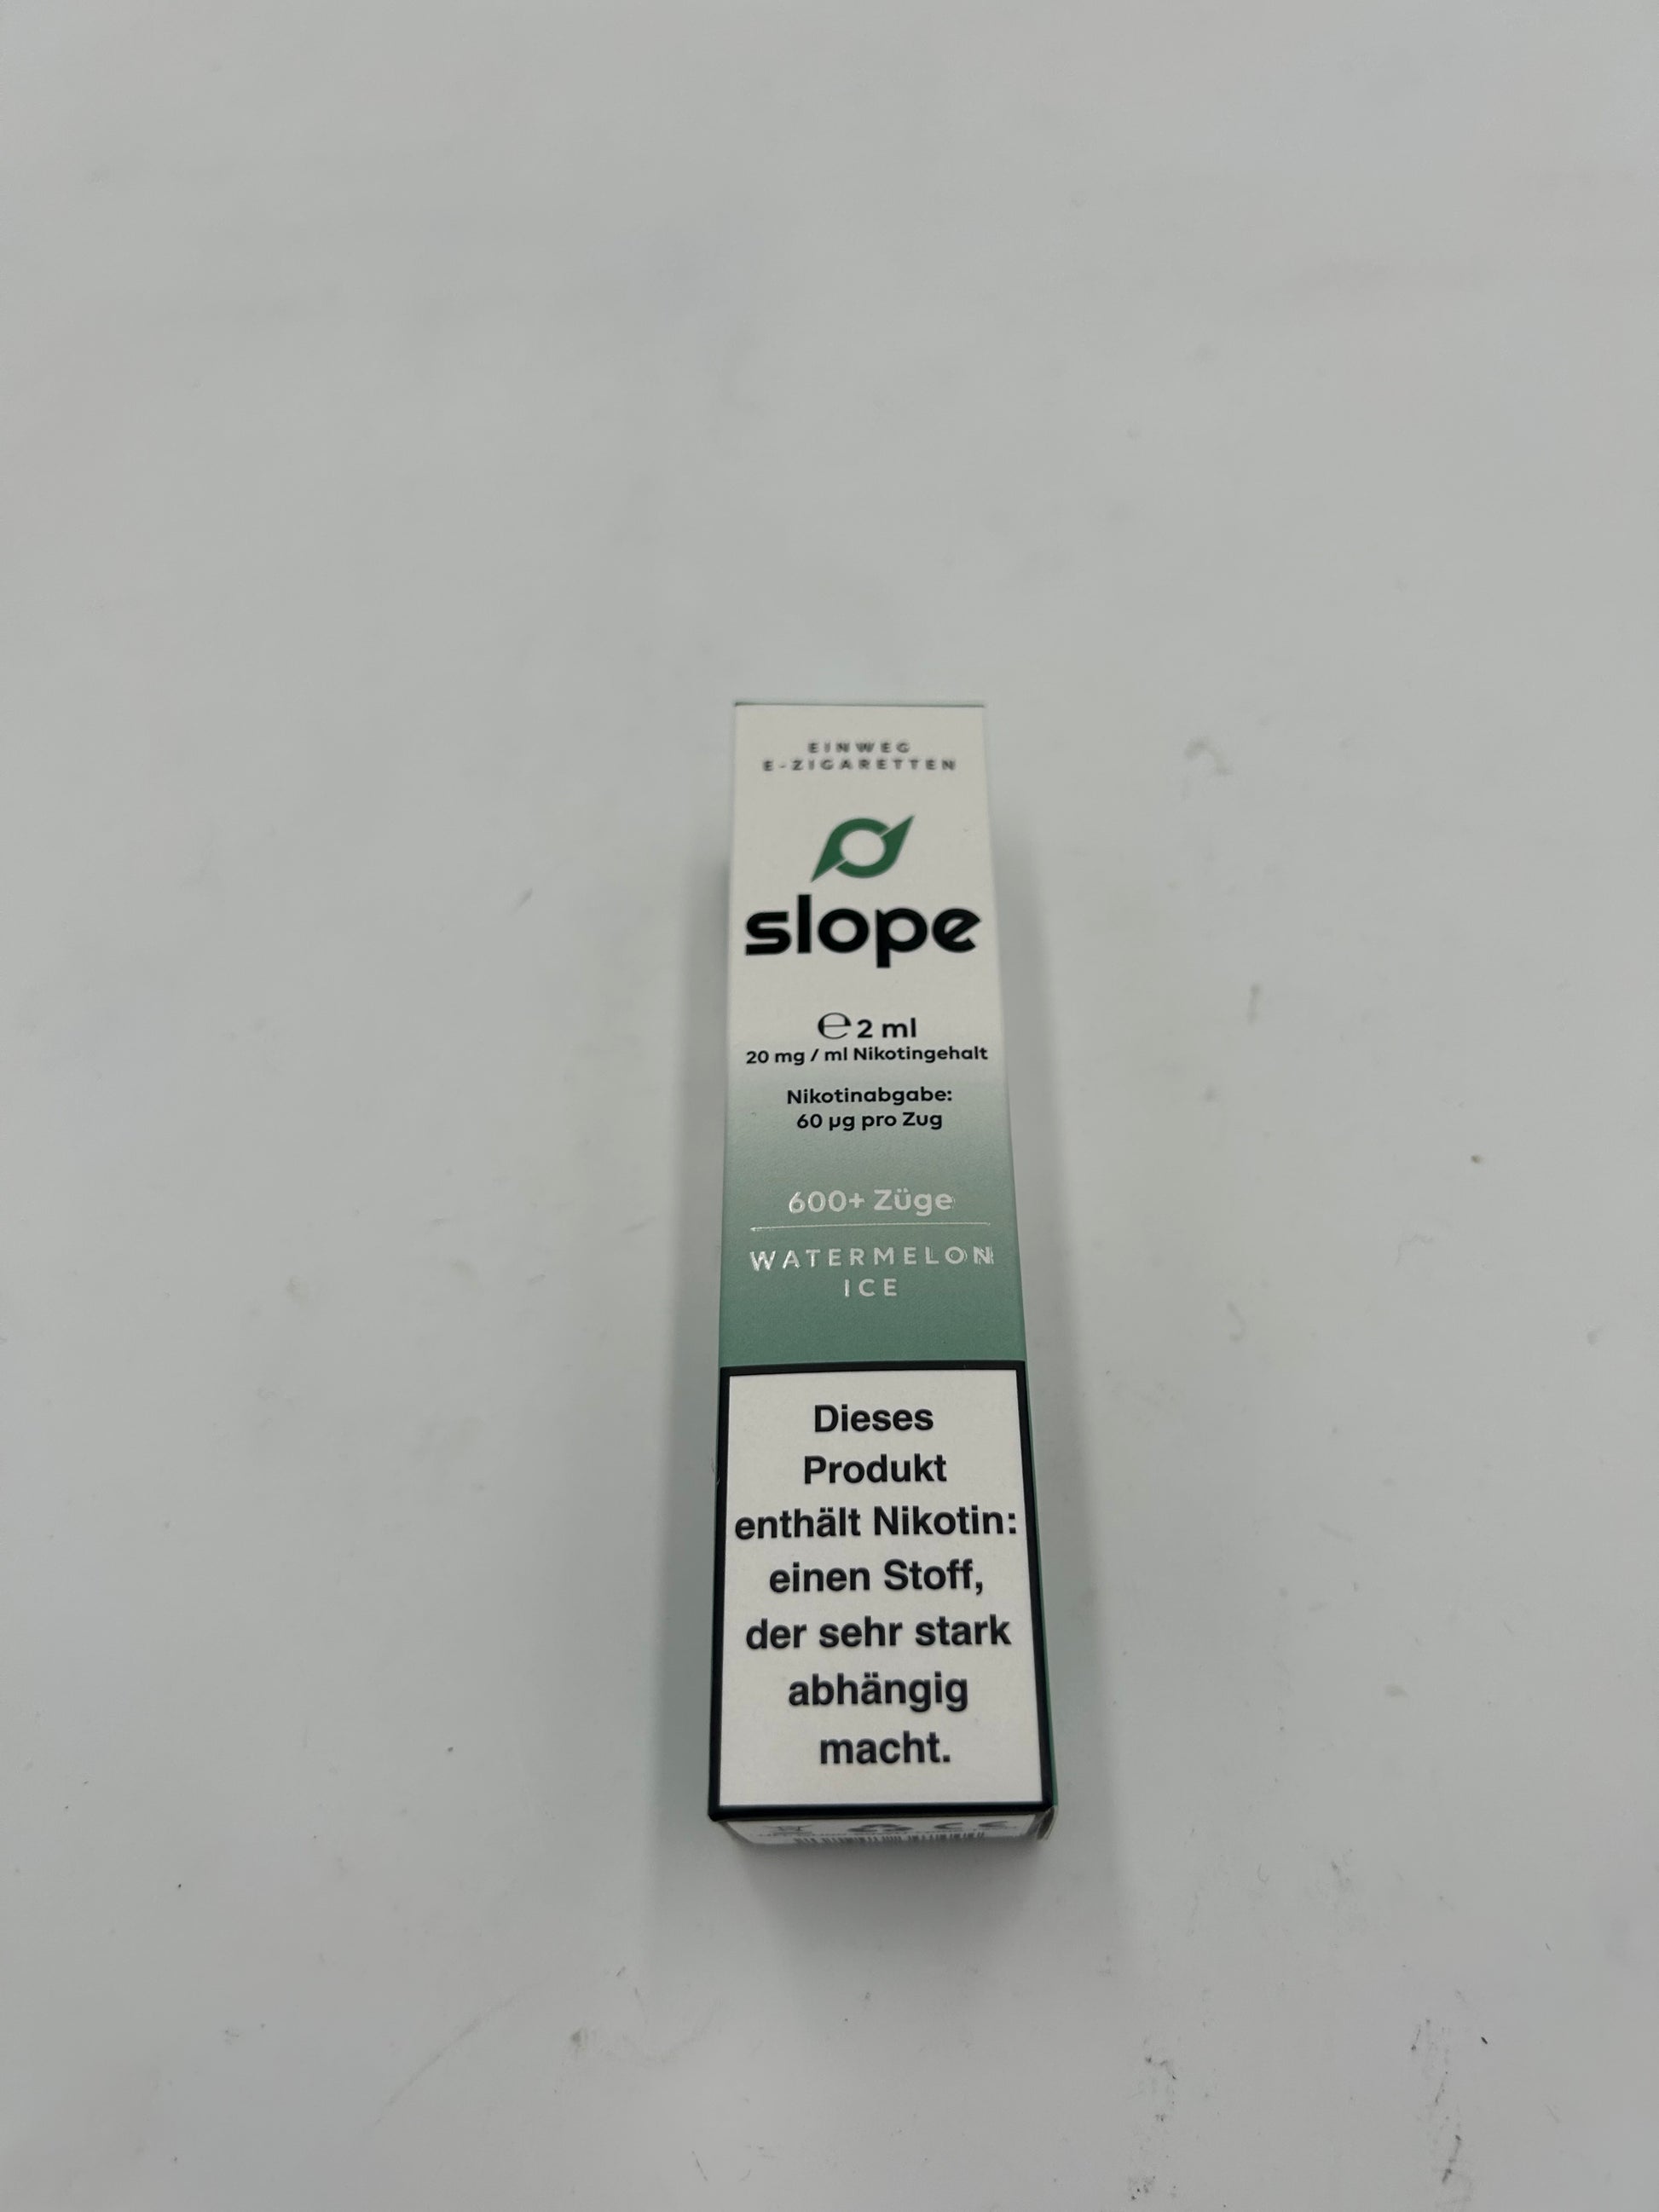 EINWEG
E-ZIGARETTEN
slope
℮ 2 ml
20 mg / ml Nikotingehalt
Nikotinabgabe:
60 µg pro Zug
600+ Züge
WATERMELON
ICE
Dieses
Produkt
enthält Nikotin:
einen Stoff,
der sehr stark
abhängig
macht.
CE